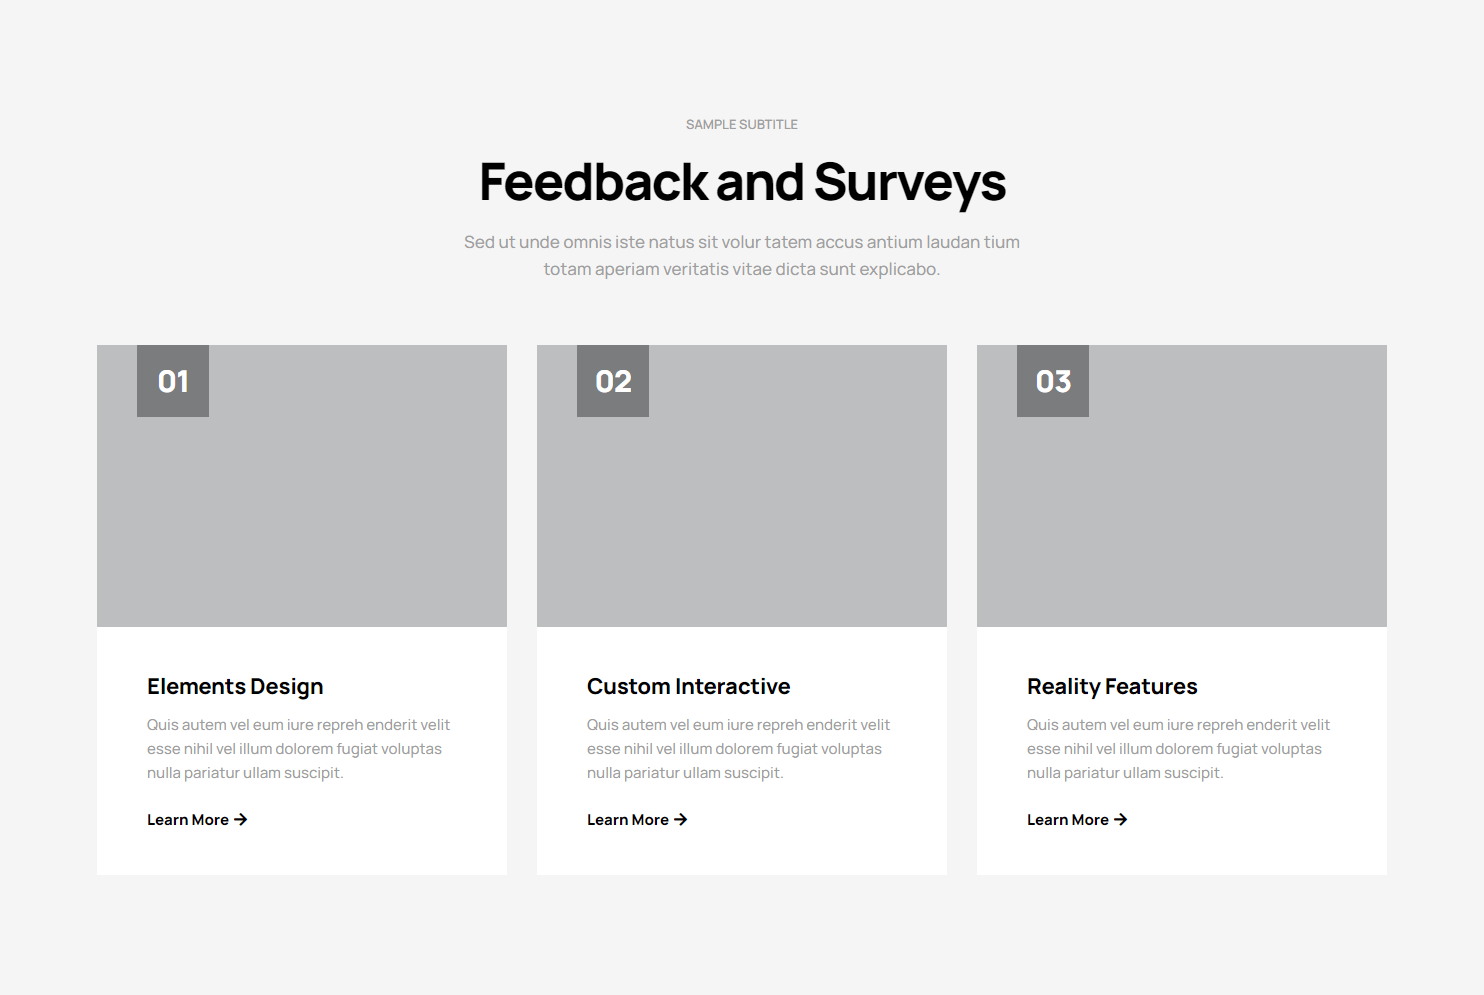 SAMPLE SUBTITLE
Feedback and Surveys
Sed ut unde omnis iste natus sit volur tatem accus antium laudan tium
totam aperiam veritatis vitae dicta sunt explicabo.
01
Elements Design
Quis autem vel eum iure repreh enderit velit
esse nihil vel illum dolorem fugiat voluptas
nulla pariatur ullam suscipit.
Learn More →
02
Custom Interactive
Quis autem vel eum iure repreh enderit velit
esse nihil vel illum dolorem fugiat voluptas
nulla pariatur ullam suscipit.
Learn More →
03
Reality Features
Quis autem vel eum iure repreh enderit velit
esse nihil vel illum dolorem fugiat voluptas
nulla pariatur ullam suscipit.
Learn More →